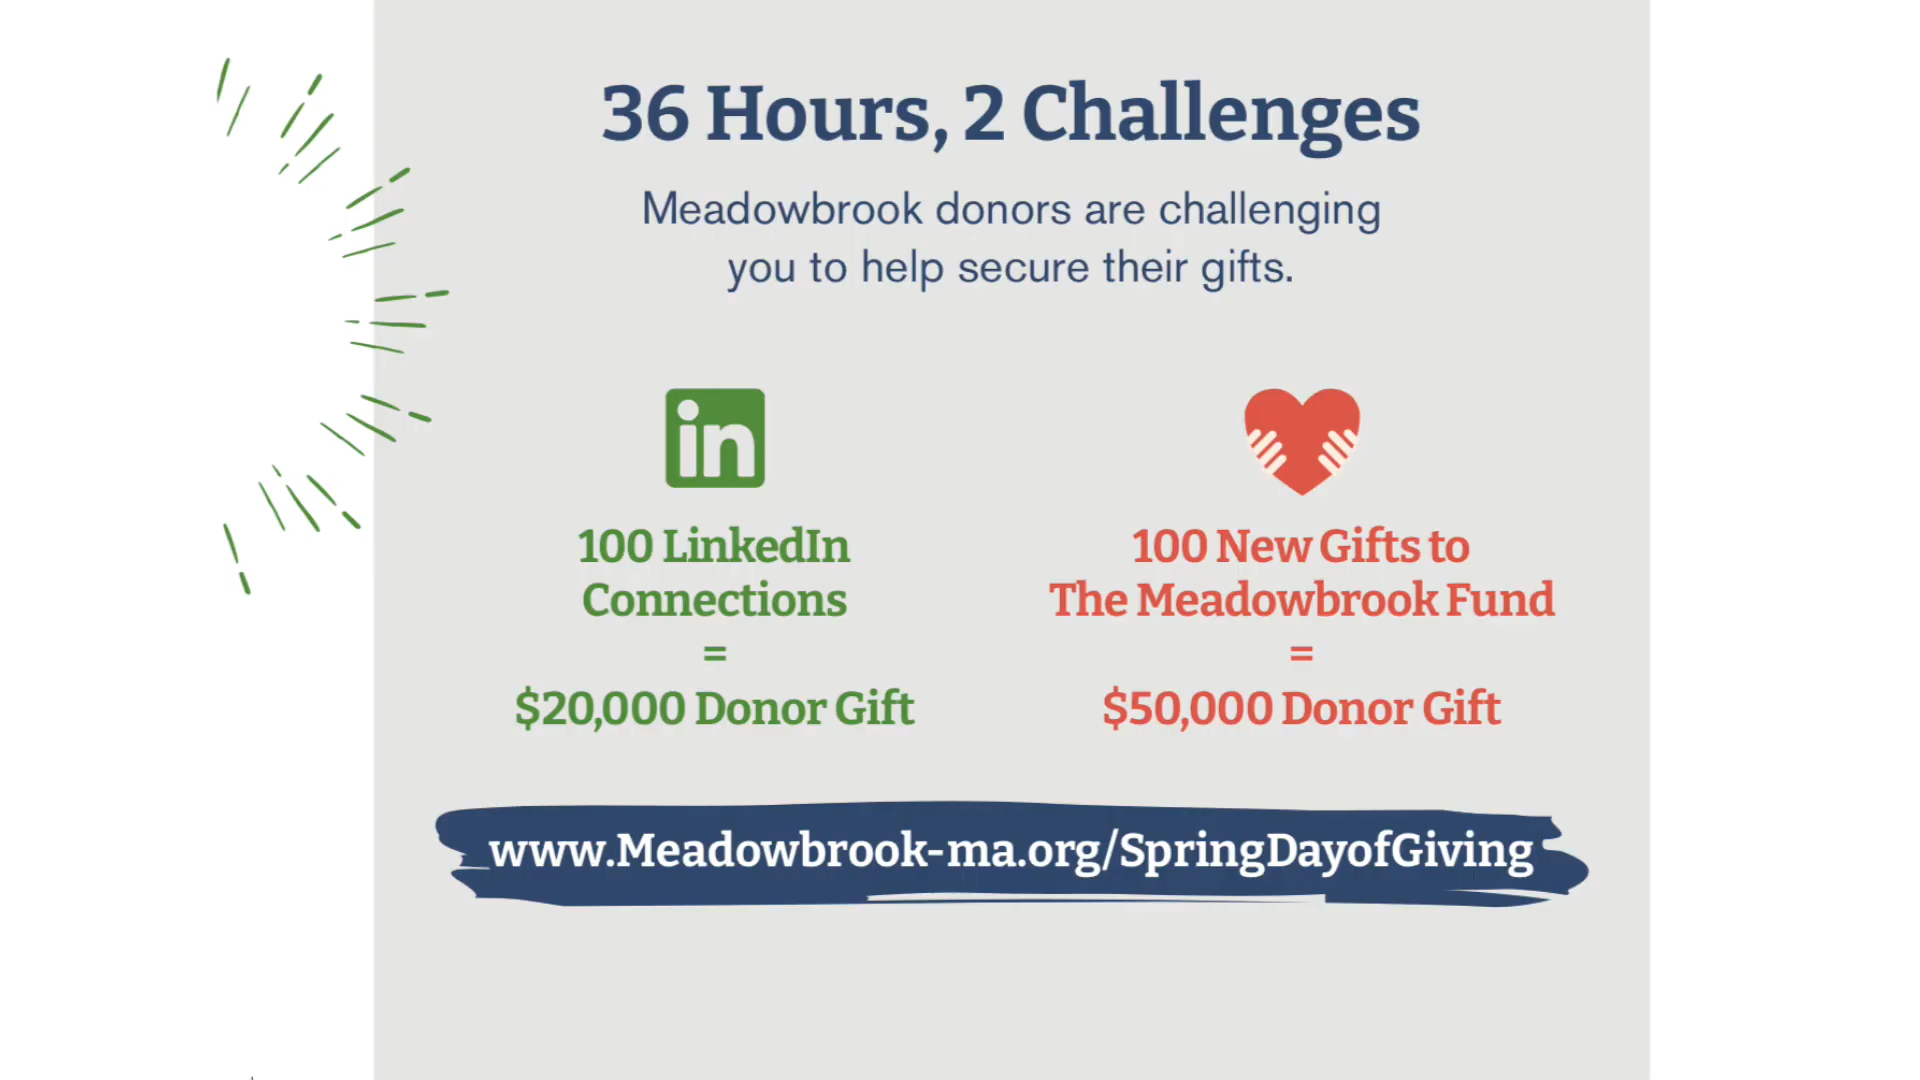 36 Hours, 2 Challenges
Meadowbrook donors are challenging
you to help secure their gifts.
in
100 LinkedIn
Connections
=
$20,000 Donor Gift
100 New Gifts to
The Meadowbrook Fund
=
$50,000 Donor Gift
www.Meadowbrook-ma.org/SpringDayofGiving